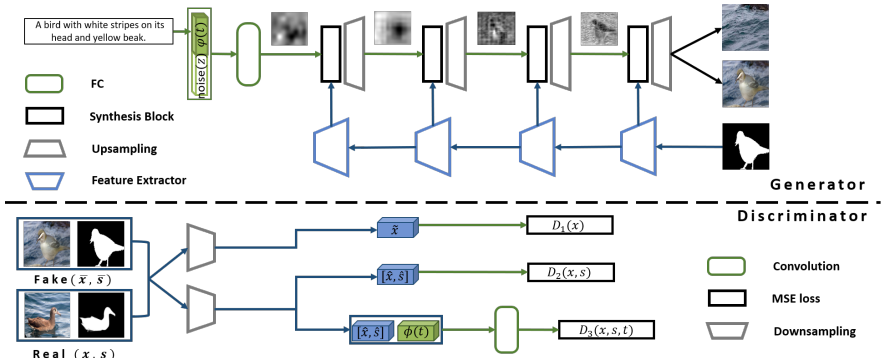 A bird with white stripes on its
head and yellow beak.
noise(z) φ(t)
FC
Synthesis Block
Upsampling
Feature Extractor
Generator
Discriminator
Fake(x̄, s̄)
Real (x, s)
x̃
D₁(x)
[x̂, ŝ]
D₂(x, s)
[x̂, ŝ] ϕ(t)
D₃(x, s, t)
Convolution
MSE loss
Downsampling